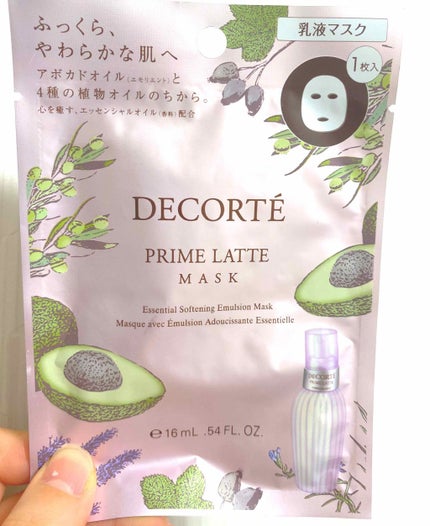 ふっくら、
やわらかな肌へ
アボカドオイル（エモリエント）と
4種の植物オイルのちから。
心を癒す、エッセンシャルオイル（香料）配合
乳液マスク
1枚入
DECORTÉ
PRIME LATTE
MASK
Essential Softening Emulsion Mask
Masque avec Émulsion Adoucissante Essentielle
DECORTÉ
PRIME LATTE
℮16 mL .54 FL. OZ.